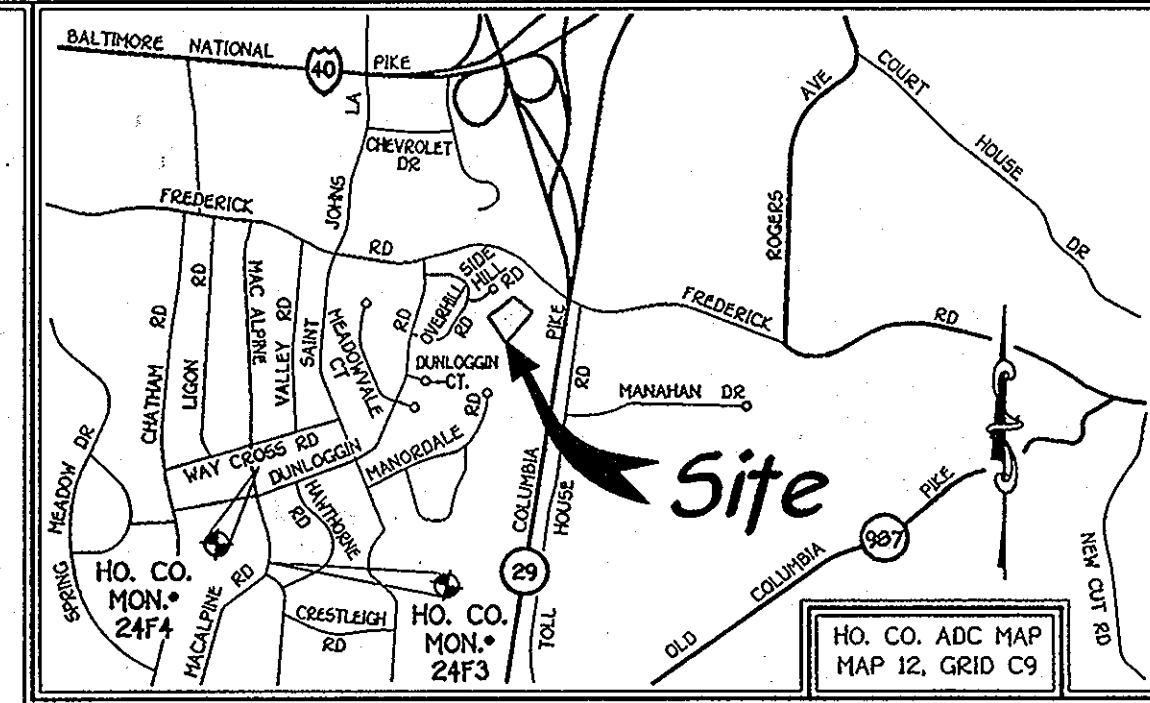 BALTIMORE NATIONAL PIKE
40
SAINT JOHNS LA
CHEVROLET
DR
FREDERICK RD
CHATHAM RD
LIGON RD
MAC ALPINE
VALLEY RD
MEADOWVALE
CT
OVERHILL RD
SIDE
HILL RD
DUNLOGGIN
CT.
DUNLOGGIN RD
WAY CROSS RD
MANORDALE RD
HAWTHORNE
RD
CRESTLEIGH
RD
MACALPINE RD
SPRING MEADOW DR
HO. CO.
MON.•
24F4
HO. CO.
MON.•
24F3
COLUMBIA PIKE
29
TOLL HOUSE RD
MANAHAN DR
Site
ROGERS AVE
COURT HOUSE DR
FREDERICK RD
OLD COLUMBIA PIKE
987
NEW CUT RD
HO. CO. ADC MAP
MAP 12, GRID C9